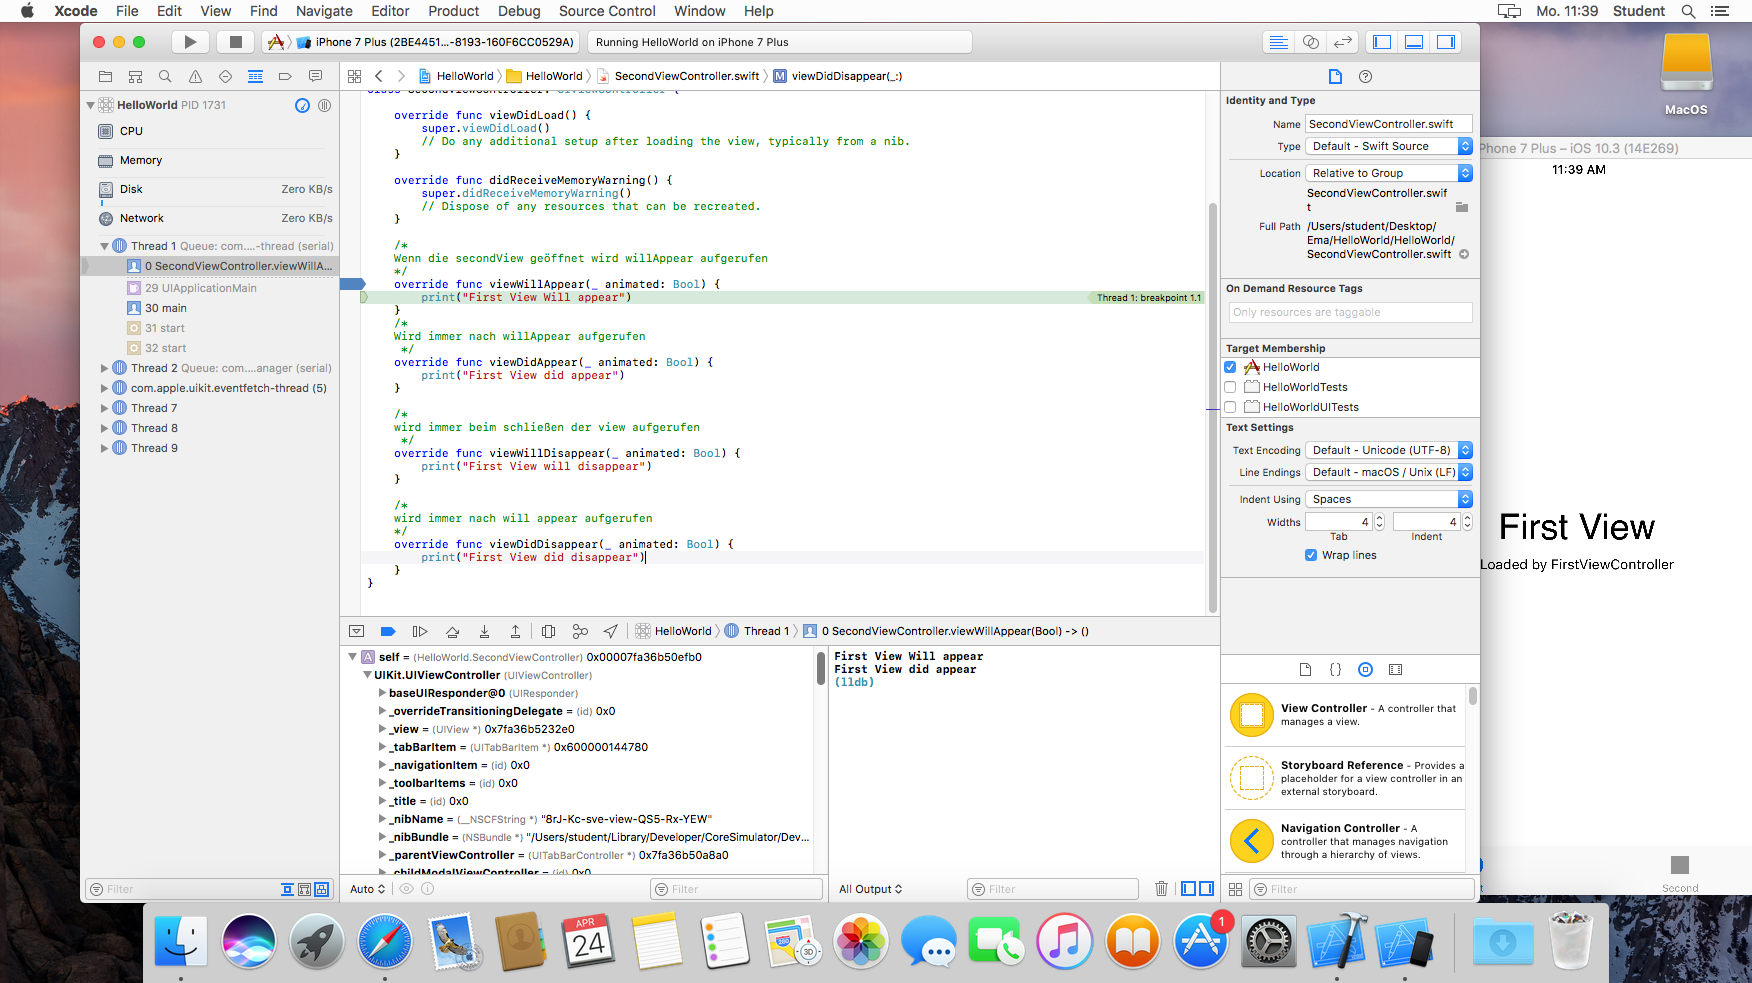 Xcode File Edit View Find Navigate Editor Product Debug Source Control Window Help Mo. 11:39 Student
iPhone 7 Plus (2BE4451...-8193-160F6CC0529A)
Running HelloWorld on iPhone 7 Plus
HelloWorld HelloWorld SecondViewController.swift M viewDidDisappear(_:)
HelloWorld PID 1731
CPU
Memory
Disk Zero KB/s
Network Zero KB/s
Thread 1 Queue: com....-thread (serial)
0 SecondViewController.viewWillA...
29 UIApplicationMain
30 main
31 start
32 start
Thread 2 Queue: com....anager (serial)
com.apple.uikit.eventfetch-thread (5)
Thread 7
Thread 8
Thread 9
Filter
class SecondViewController: UIViewController {
override func viewDidLoad() {
super.viewDidLoad()
// Do any additional setup after loading the view, typically from a nib.
}
override func didReceiveMemoryWarning() {
super.didReceiveMemoryWarning()
// Dispose of any resources that can be recreated.
}
/*
Wenn die secondView geöffnet wird willAppear aufgerufen
*/
override func viewWillAppear(_ animated: Bool) {
print("First View Will appear")
Thread 1: breakpoint 1.1
}
/*
Wird immer nach willAppear aufgerufen
*/
override func viewDidAppear(_ animated: Bool) {
print("First View did appear")
}
/*
wird immer beim schließen der view aufgerufen
*/
override func viewWillDisappear(_ animated: Bool) {
print("First View will disappear")
}
/*
wird immer nach will appear aufgerufen
*/
override func viewDidDisappear(_ animated: Bool) {
print("First View did disappear")
}
}
HelloWorld Thread 1 0 SecondViewController.viewWillAppear(Bool) -> ()
A self = (HelloWorld.SecondViewController) 0x00007fa36b50efb0
UIKit.UIViewController (UIViewController)
baseUIResponder@0 (UIResponder)
_overrideTransitioningDelegate = (id) 0x0
_view = (UIView *) 0x7fa36b5232e0
_tabBarItem = (UITabBarItem *) 0x600000144780
_navigationItem = (id) 0x0
_toolbarItems = (id) 0x0
_title = (id) 0x0
_nibName = (__NSCFString *) "8rJ-Kc-sve-view-QS5-Rx-YEW"
_nibBundle = (NSBundle *) "/Users/student/Library/Developer/CoreSimulator/Dev...
_parentViewController = (UITabBarController *) 0x7fa36b50a8a0
_childModalViewController = (id) 0x0
Auto Filter
First View Will appear
First View did appear
(lldb)
All Output Filter
Identity and Type
Name SecondViewController.swift
Type Default - Swift Source
Location Relative to Group
SecondViewController.swif
t
Full Path /Users/student/Desktop/
Ema/HelloWorld/HelloWorld/
SecondViewController.swift
On Demand Resource Tags
Only resources are taggable
Target Membership
HelloWorld
HelloWorldTests
HelloWorldUITests
Text Settings
Text Encoding Default - Unicode (UTF-8)
Line Endings Default - macOS / Unix (LF)
Indent Using Spaces
Widths 4 4
Tab Indent
Wrap lines
{ }
View Controller - A controller that
manages a view.
Storyboard Reference - Provides a
placeholder for a view controller in an
external storyboard.
Navigation Controller - A
controller that manages navigation
through a hierarchy of views.
Filter
MacOS
Phone 7 Plus – iOS 10.3 (14E269)
11:39 AM
First View
Loaded by FirstViewController
Second
APR
24
280
3D
1